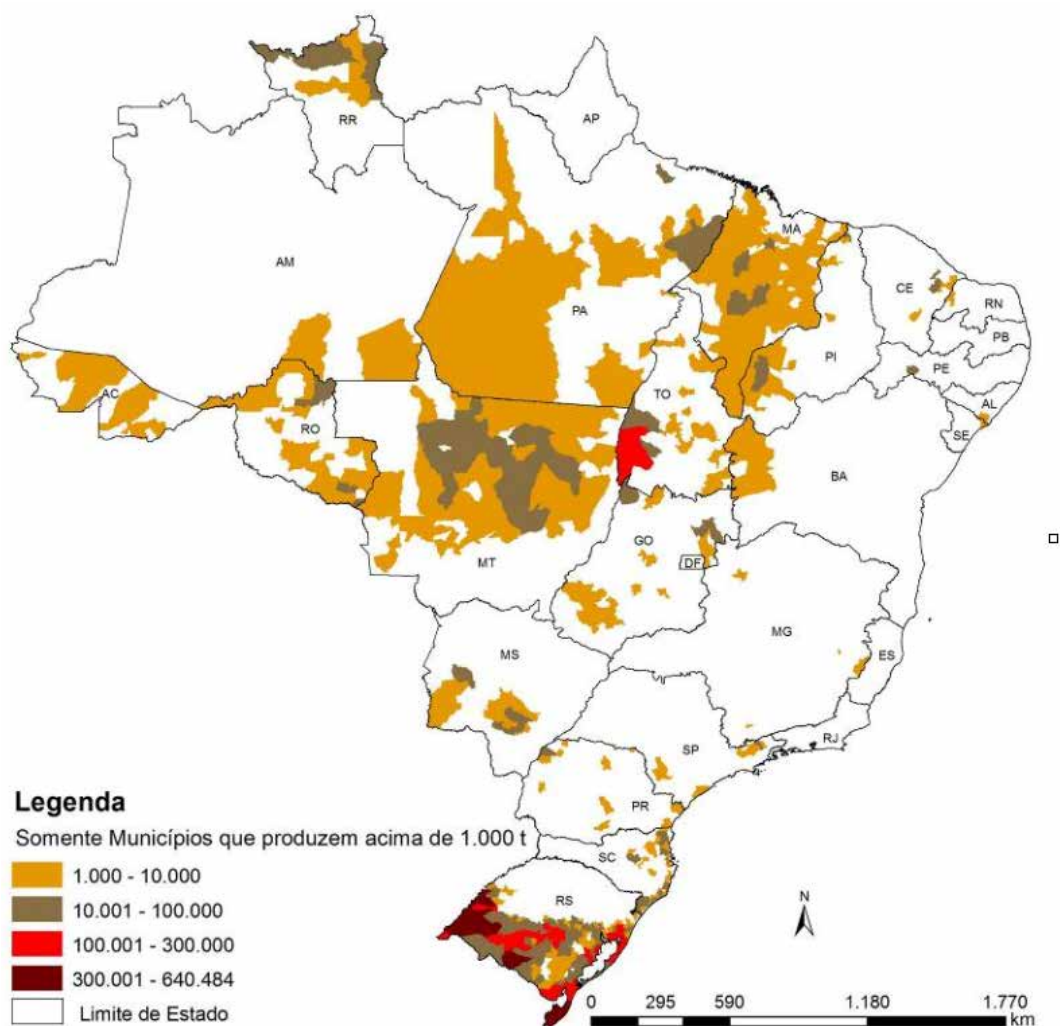 AP
RR
AM
MA
CE
RN
PA
PB
PI
PE
AC
TO
AL
RO
SE
BA
GO
DF
MT
MG
MS
ES
SP
RJ
PR
SC
RS
N
Legenda
Somente Municípios que produzem acima de 1.000 t
1.000 - 10.000
10.001 - 100.000
100.001 - 300.000
300.001 - 640.484
Limite de Estado
0 295 590 1.180 1.770
km